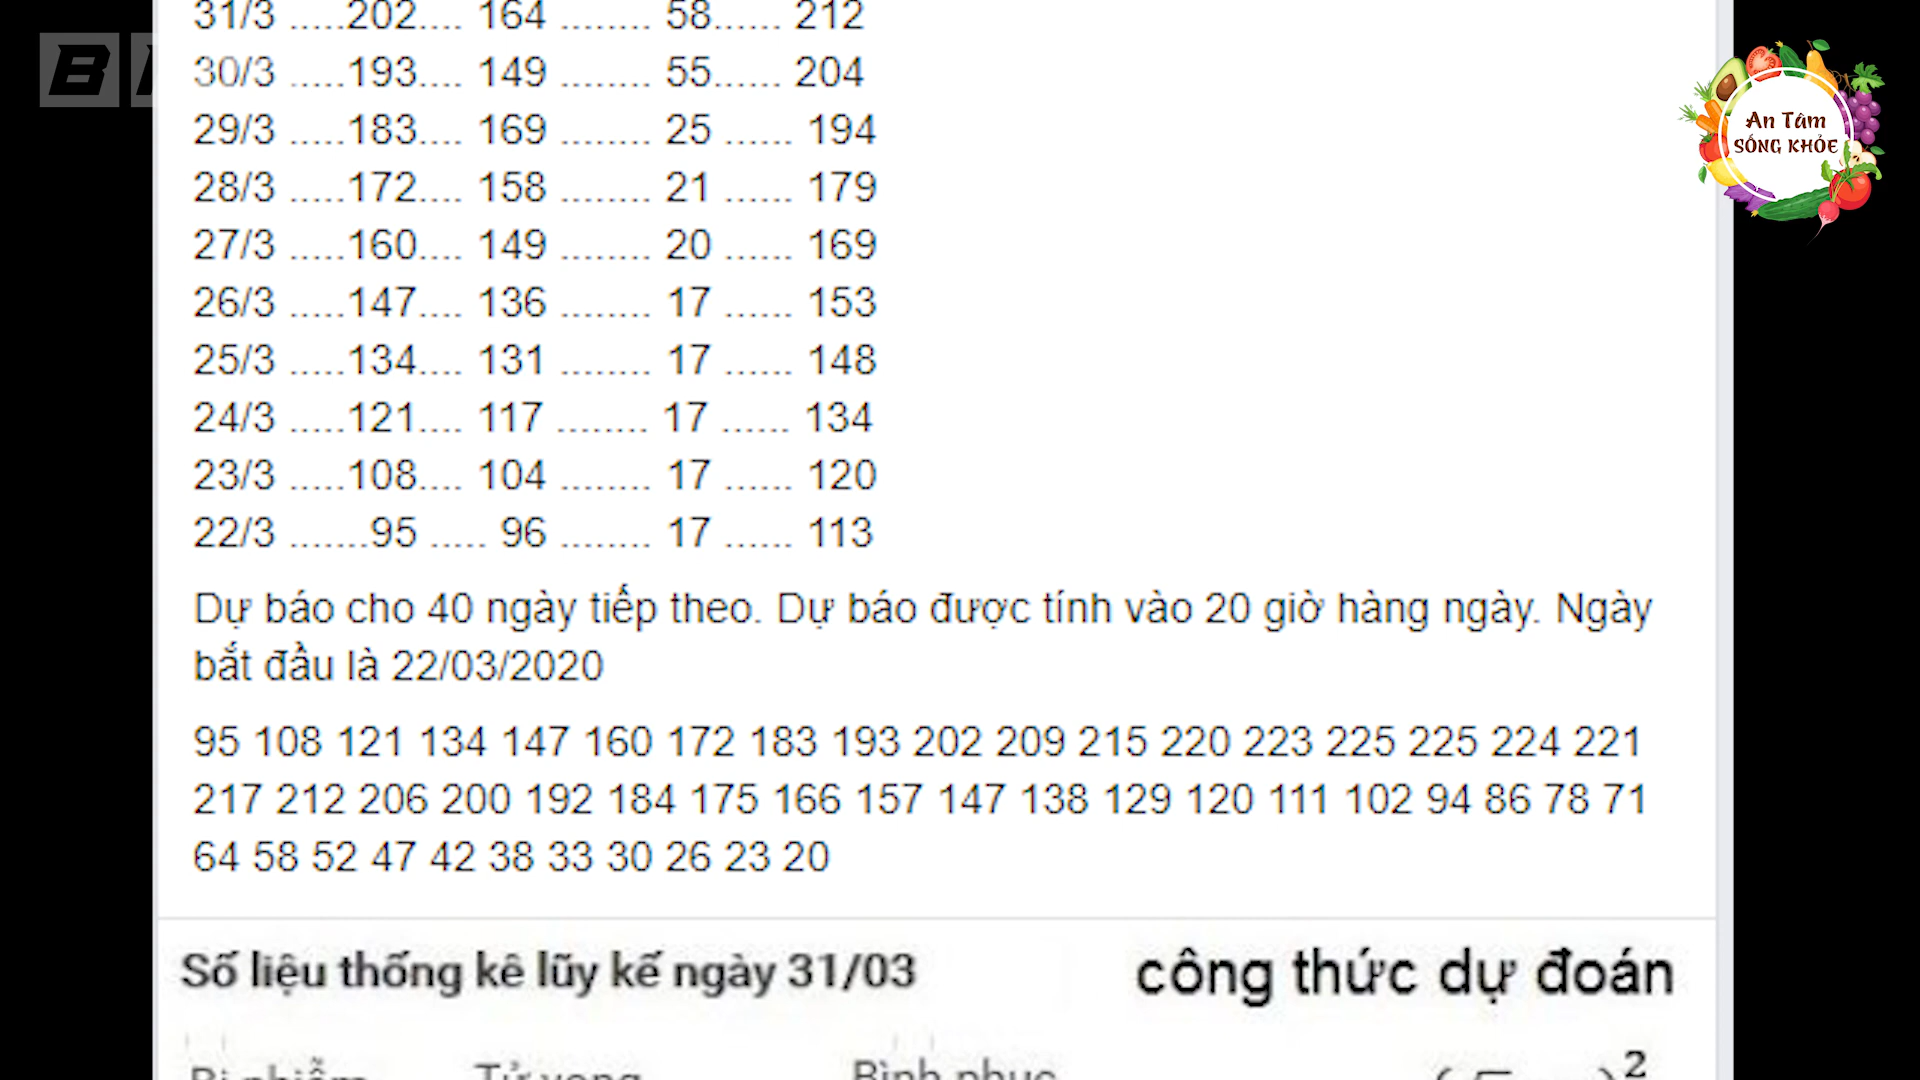 31/3 .....202.... 164 ........ 58...... 212
30/3 .....193.... 149 ........ 55...... 204
29/3 .....183.... 169 ........ 25 ...... 194
28/3 .....172.... 158 ........ 21 ...... 179
27/3 .....160.... 149 ........ 20 ...... 169
26/3 .....147.... 136 ........ 17 ...... 153
25/3 .....134.... 131 ........ 17 ...... 148
24/3 .....121.... 117 ........ 17 ...... 134
23/3 .....108.... 104 ........ 17 ...... 120
22/3 .......95 ..... 96 ........ 17 ...... 113
An Tâm
SỐNG KHỎE
Dự báo cho 40 ngày tiếp theo. Dự báo được tính vào 20 giờ hàng ngày. Ngày
bắt đầu là 22/03/2020
95 108 121 134 147 160 172 183 193 202 209 215 220 223 225 225 224 221
217 212 206 200 192 184 175 166 157 147 138 129 120 111 102 94 86 78 71
64 58 52 47 42 38 33 30 26 23 20
Số liệu thống kê lũy kế ngày 31/03
công thức dự đoán
Bị nhiễm Tử vong Bình phục